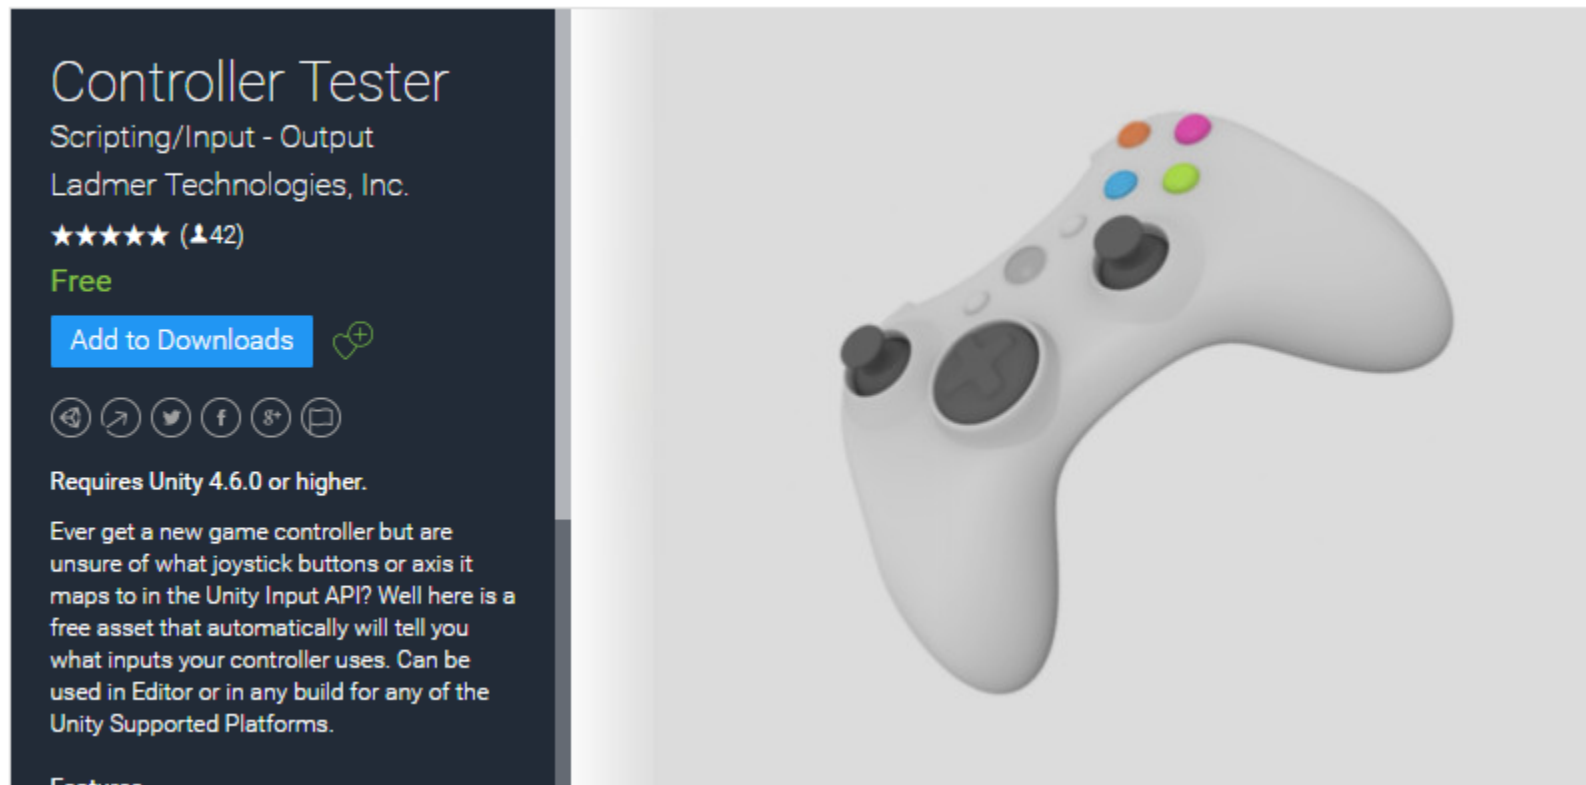 Controller Tester
Scripting/Input - Output
Ladmer Technologies, Inc.
★★★★★ (42)
Free
Add to Downloads
f 8+
Requires Unity 4.6.0 or higher.
Ever get a new game controller but are
unsure of what joystick buttons or axis it
maps to in the Unity Input API? Well here is a
free asset that automatically will tell you
what inputs your controller uses. Can be
used in Editor or in any build for any of the
Unity Supported Platforms.